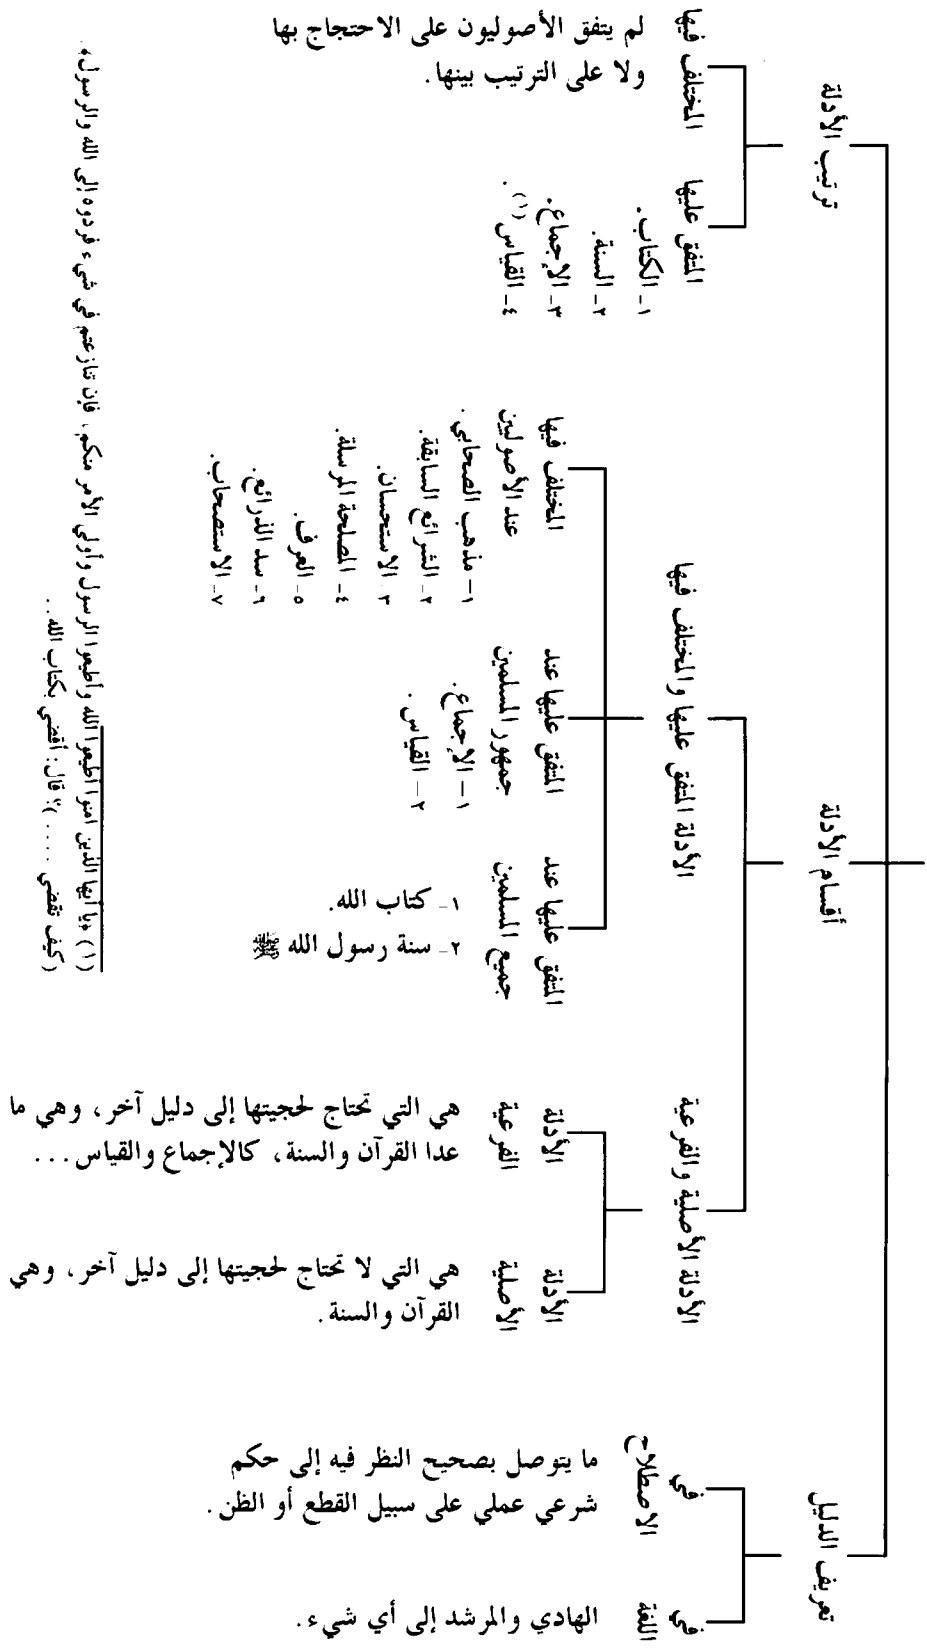 تعريف الدليل
في
اللغة
الهادي والمرشد إلى أي شيء.
في
الاصطلاح
ما يتوصل بصحيح النظر فيه إلى حكم
شرعي عملي على سبيل القطع أو الظن.
أقسام الأدلة
الأدلة الأصلية والفرعية
الأدلة
الأصلية
هي التي لا تحتاج لحجيتها إلى دليل آخر، وهي
القرآن والسنة.
الأدلة
الفرعية
هي التي تحتاج لحجيتها إلى دليل آخر، وهي ما
عدا القرآن والسنة، كالإجماع والقياس...
الأدلة المتفق عليها والمختلف فيها
المتفق عليها عند
جميع المسلمين
١- كتاب الله.
٢- سنة رسول الله ﷺ
المتفق عليها عند
جمهور المسلمين
١- الإجماع.
٢- القياس.
المختلف فيها
عند الأصولين
١- مذهب الصحابي.
٢- الشرائع السابقة.
٣- الاستحسان.
٤- المصلحة المرسلة.
٥- العرف.
٦- سد الذرائع.
٧- الاستصحاب.
ترتيب الأدلة
المتفق عليها
١- الكتاب.
٢- السنة.
٣- الإجماع.
٤- القياس(١).
المختلف فيها
لم يتفق الأصوليون على الاحتجاج بها
ولا على الترتيب بينها.
(١) ﴿يا أيها الذين آمنوا أطيعوا الله وأطيعوا الرسول وأولي الأمر منكم، فإن تنازعتم في شيء فردوه إلى الله والرسول﴾.
(كيف تقضي .....)؟ قال: أقضي بكتاب الله...